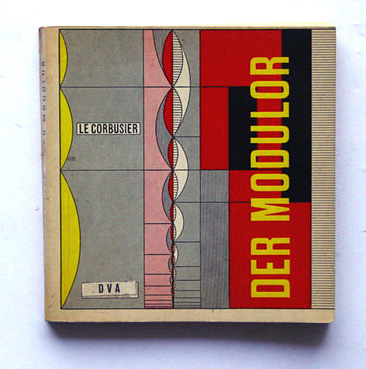 LE CORBUSIER
DER MODULOR
DVA